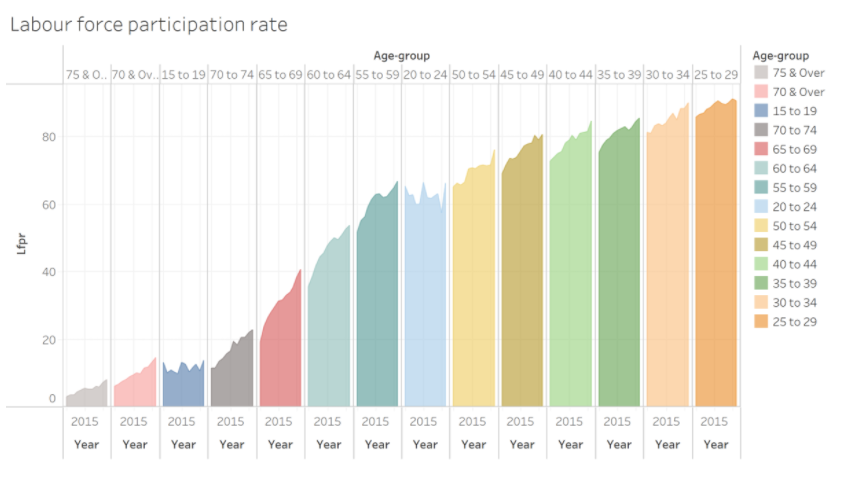 Labour force participation rate
Age-group
75 & O.. 70 & Ov.. 15 to 19 70 to 74 65 to 69 60 to 64 55 to 59 20 to 24 50 to 54 45 to 49 40 to 44 35 to 39 30 to 34 25 to 29
80
60
40
20
0
Lfpr
2015 2015 2015 2015 2015 2015 2015 2015 2015 2015 2015 2015 2015 2015
Year Year Year Year Year Year Year Year Year Year Year Year Year Year
Age-group
75 & Over
70 & Over
15 to 19
70 to 74
65 to 69
60 to 64
55 to 59
20 to 24
50 to 54
45 to 49
40 to 44
35 to 39
30 to 34
25 to 29